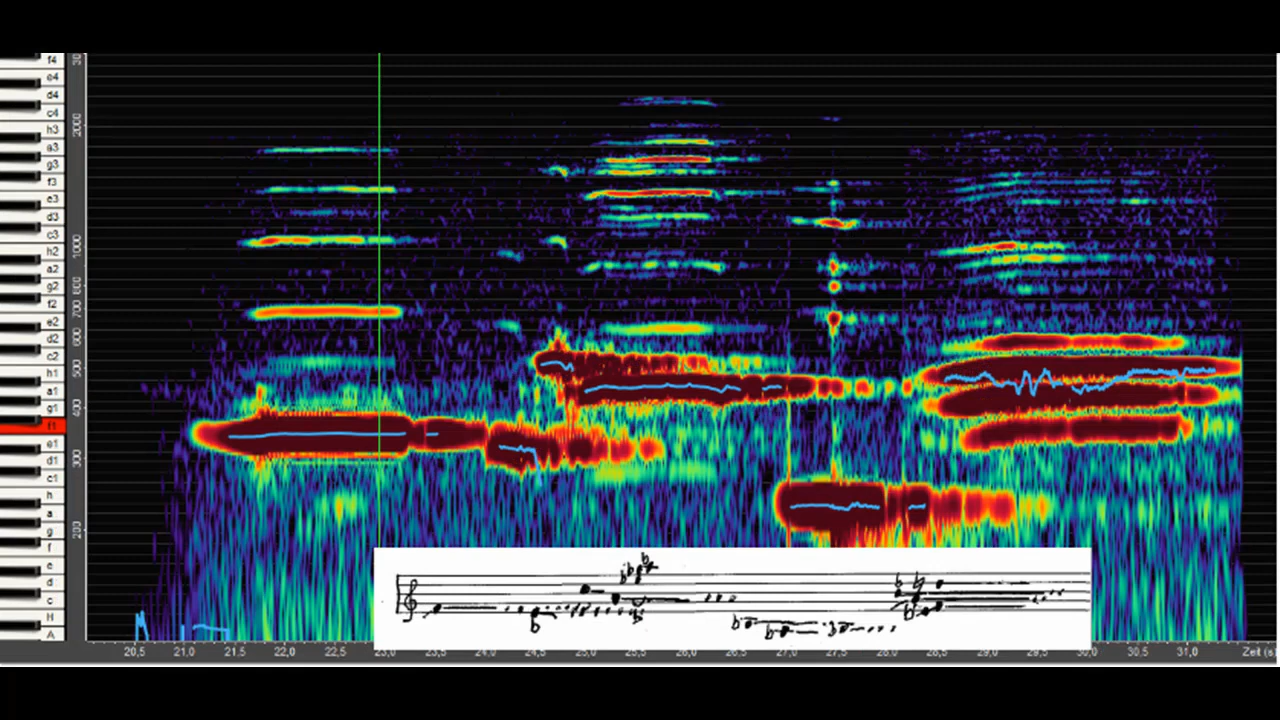 f4
e4
d4
c4
h3
a3
g3
f3
e3
d3
c3
h2
a2
g2
f2
e2
d2
c2
h1
a1
g1
f1
e1
d1
c1
h
a
g
f
e
d
c
H
A
2000
1000
800
700
600
500
400
300
200
20,5 21,0 21,5 22,0 22,5 23,0 23,5 24,0 24,5 25,0 25,5 26,0 26,5 27,0 27,5 28,0 28,5 29,0 29,5 30,0 30,5 31,0 Zeit (s)